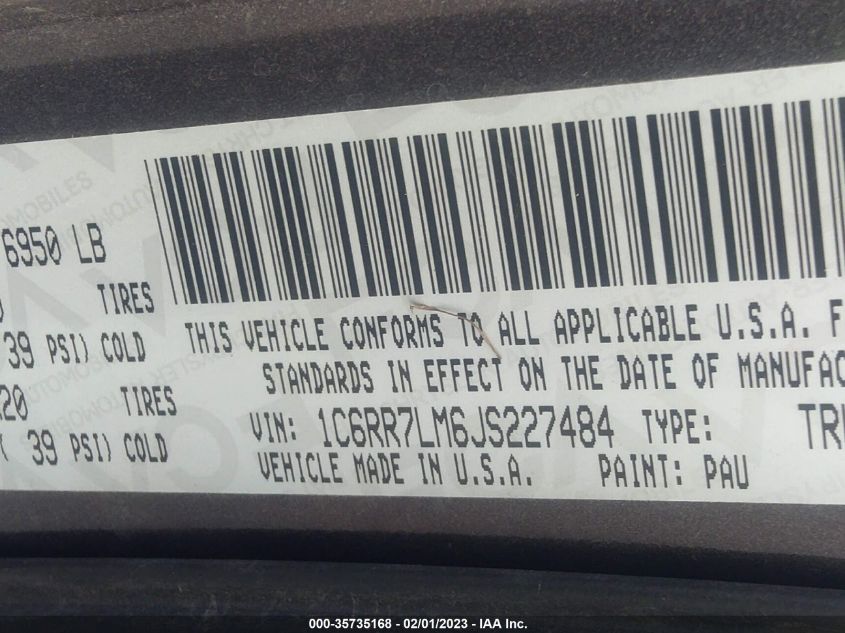 6950 LB
TIRES
39 PSI) COLD
20 TIRES
( 39 PSI) COLD
THIS VEHICLE CONFORMS TO ALL APPLICABLE U.S.A. F
STANDARDS IN EFFECT ON THE DATE OF MANUFAC
VIN: 1C6RR7LM6JS227484 TYPE: TRU
VEHICLE MADE IN U.S.A. PAINT: PAU
000-35735168 - 02/01/2023 - IAA Inc.